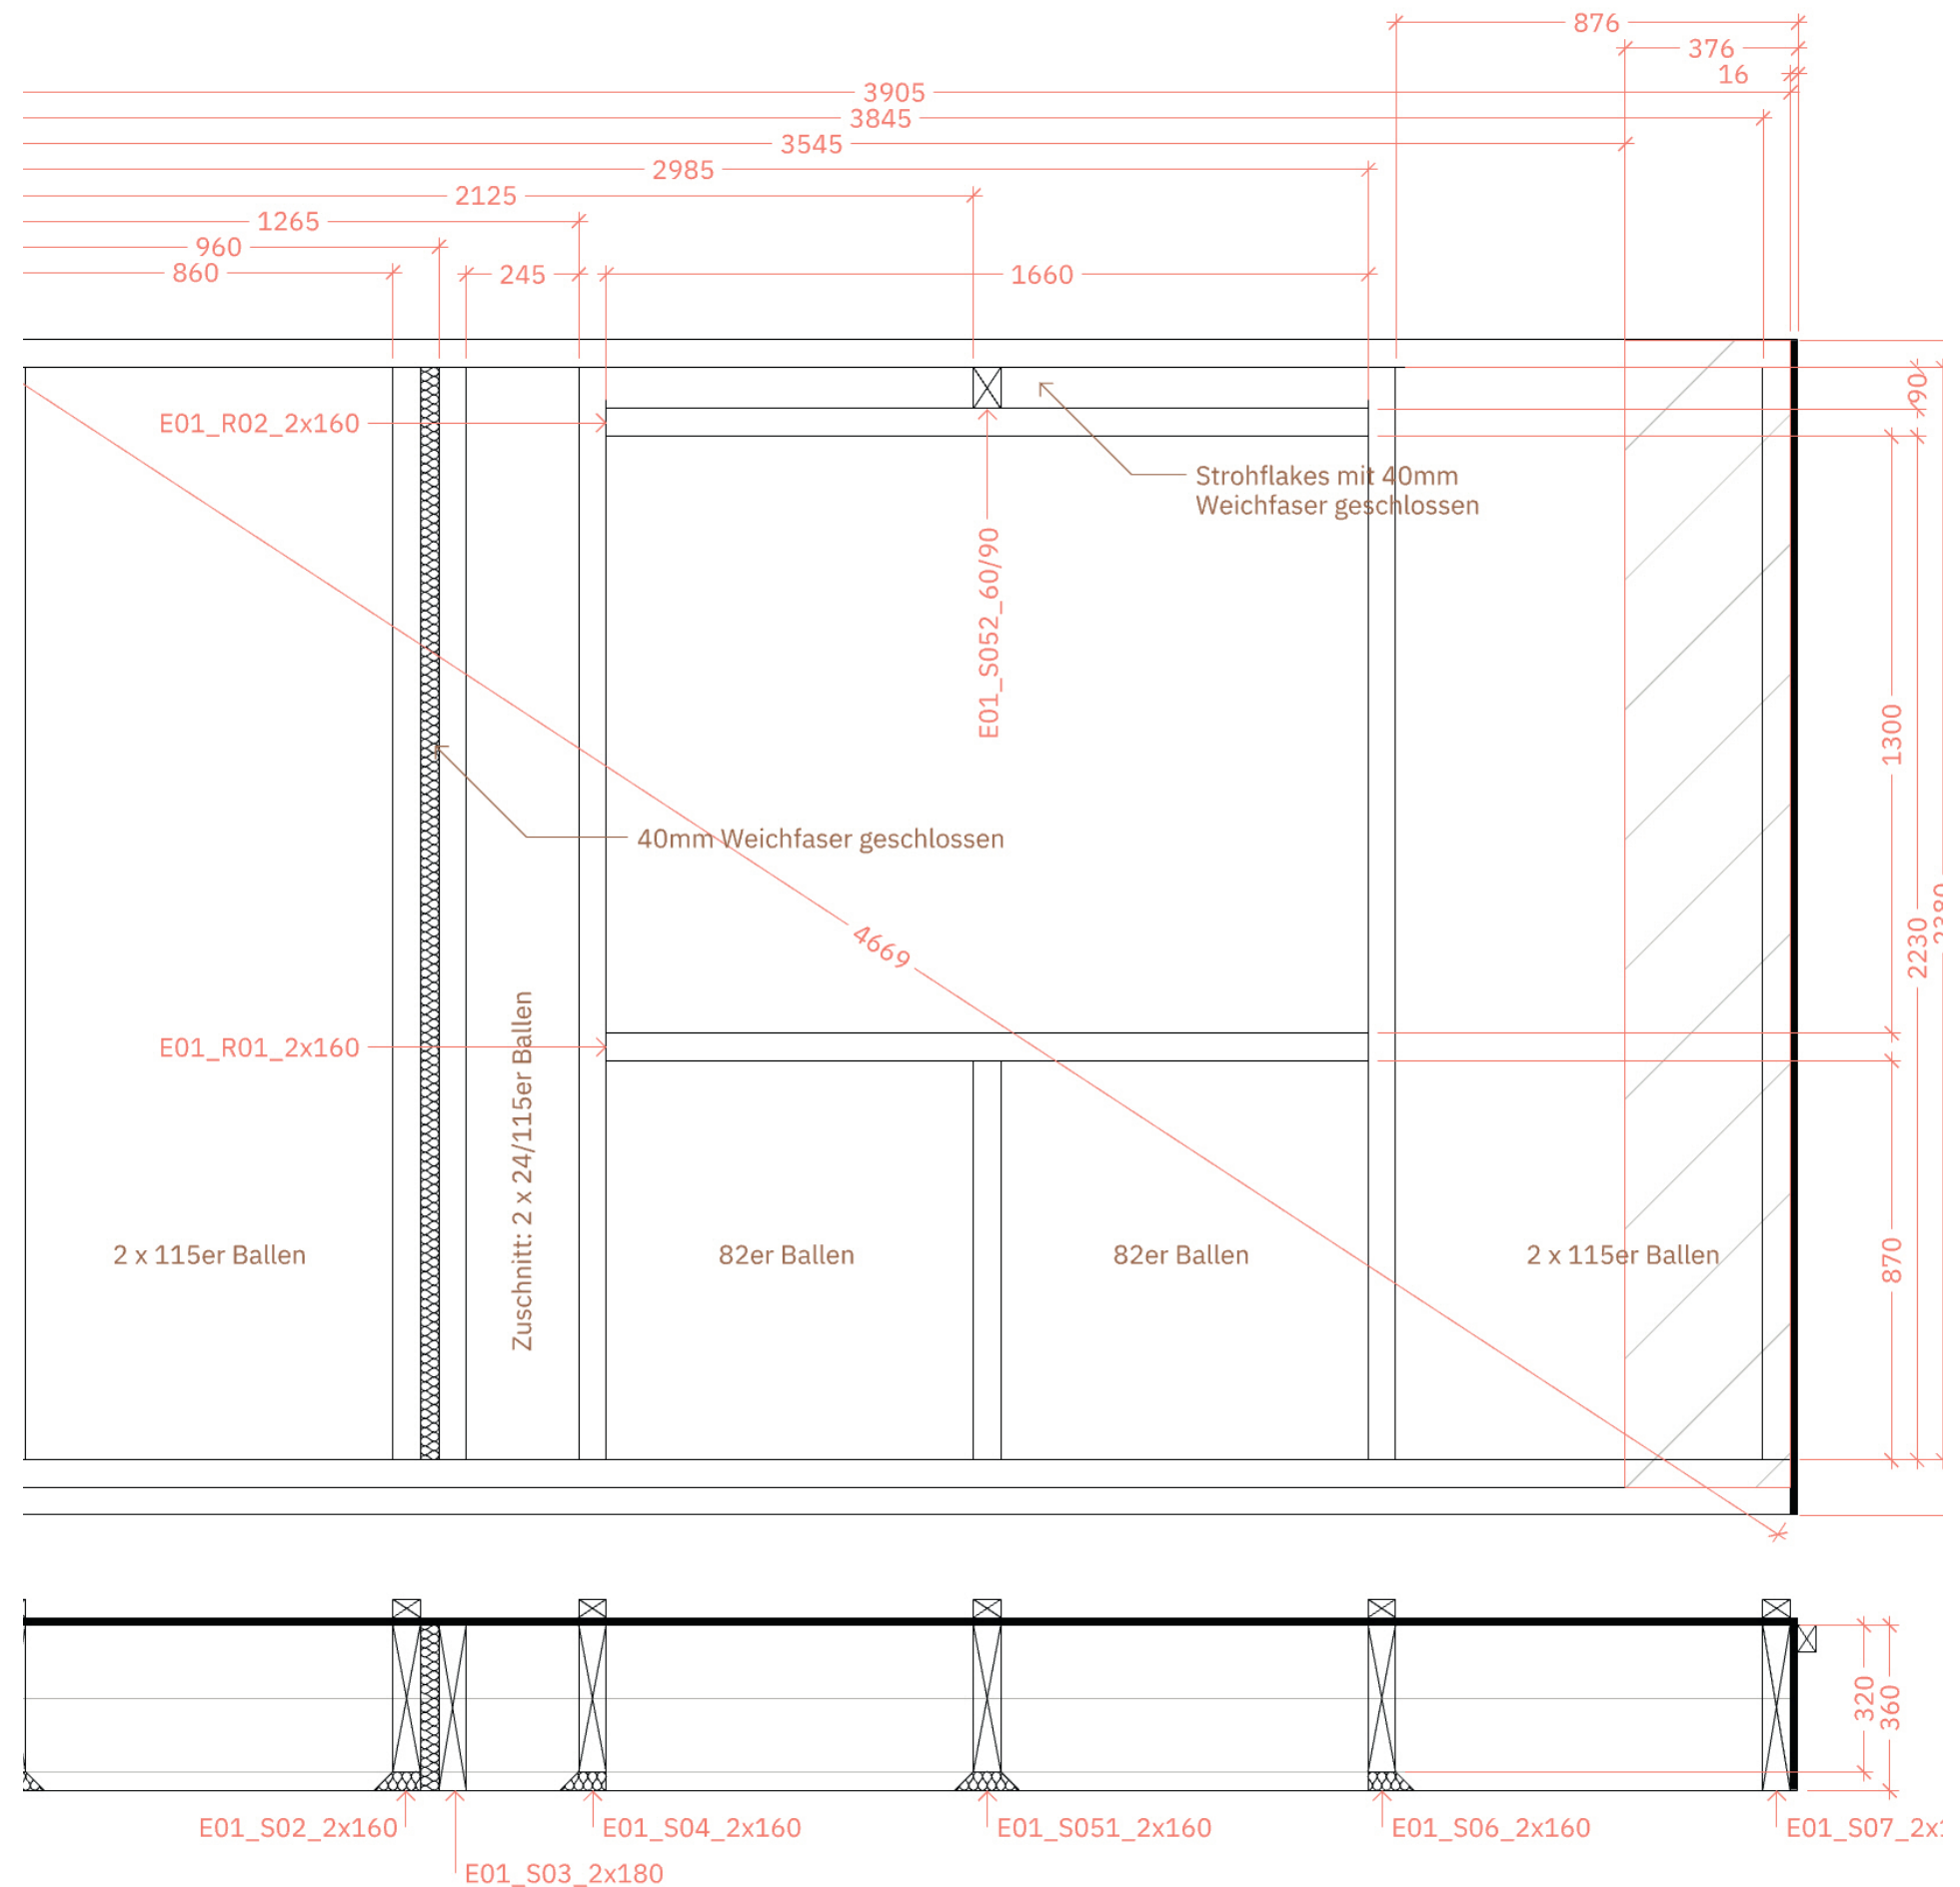 876
376
16
3905
3845
3545
2985
2125
1265
960
860
245
1660
90
E01_R02_2x160
Strohflakes mit 40mm
Weichfaser geschlossen
E01_S052_60/90
1300
40mm Weichfaser geschlossen
4669
2230
2380
E01_R01_2x160
Zuschnitt: 2 x 24/115er Ballen
2 x 115er Ballen
82er Ballen
82er Ballen
2 x 115er Ballen
870
320
360
E01_S02_2x160
E01_S04_2x160
E01_S051_2x160
E01_S06_2x160
E01_S07_2x
E01_S03_2x180